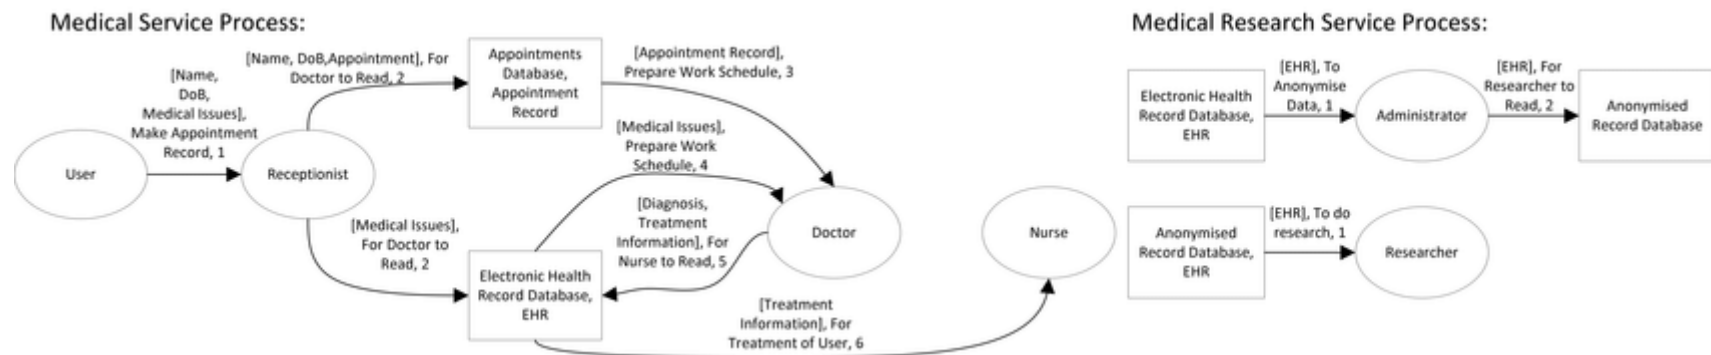 Medical Service Process:
[Name,
DoB,
Medical Issues],
Make Appointment
Record, 1
User
Receptionist
[Name, DoB,Appointment], For
Doctor to Read, 2
Appointments
Database,
Appointment
Record
[Appointment Record],
Prepare Work Schedule, 3
[Medical Issues],
For Doctor to
Read, 2
Electronic Health
Record Database,
EHR
[Medical Issues],
Prepare Work
Schedule, 4
[Diagnosis,
Treatment
Information], For
Nurse to Read, 5
Doctor
[Treatment
Information], For
Treatment of User, 6
Nurse
Medical Research Service Process:
Electronic Health
Record Database,
EHR
[EHR], To
Anonymise
Data, 1
Administrator
[EHR], For
Researcher to
Read, 2
Anonymised
Record Database
Anonymised
Record Database,
EHR
[EHR], To do
research, 1
Researcher